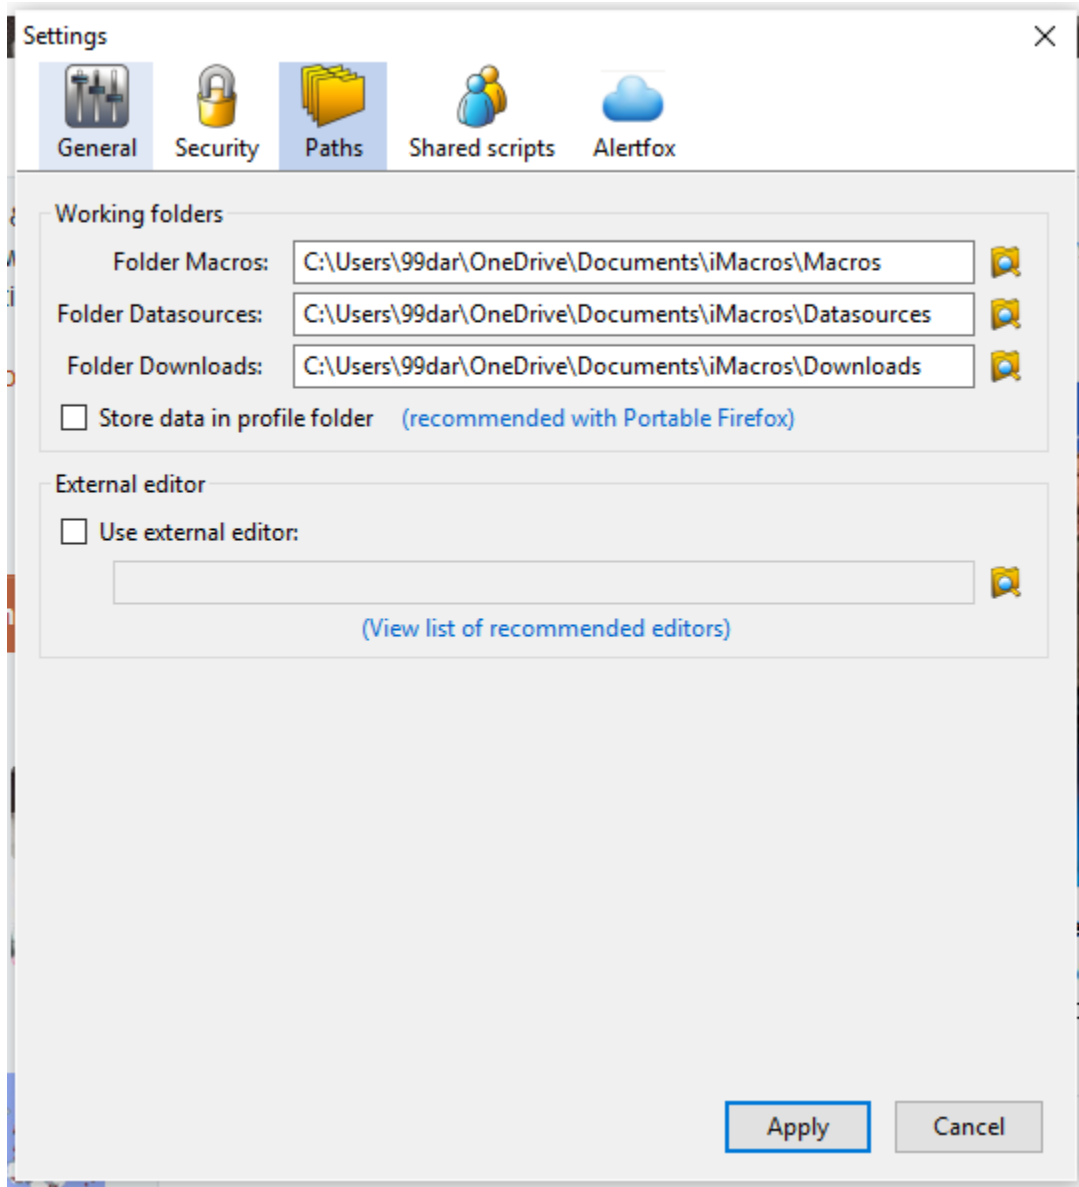 Settings
General Security Paths Shared scripts Alertfox
Working folders
Folder Macros: C:\Users\99dar\OneDrive\Documents\iMacros\Macros
Folder Datasources: C:\Users\99dar\OneDrive\Documents\iMacros\Datasources
Folder Downloads: C:\Users\99dar\OneDrive\Documents\iMacros\Downloads
Store data in profile folder (recommended with Portable Firefox)
External editor
Use external editor:
(View list of recommended editors)
Apply Cancel